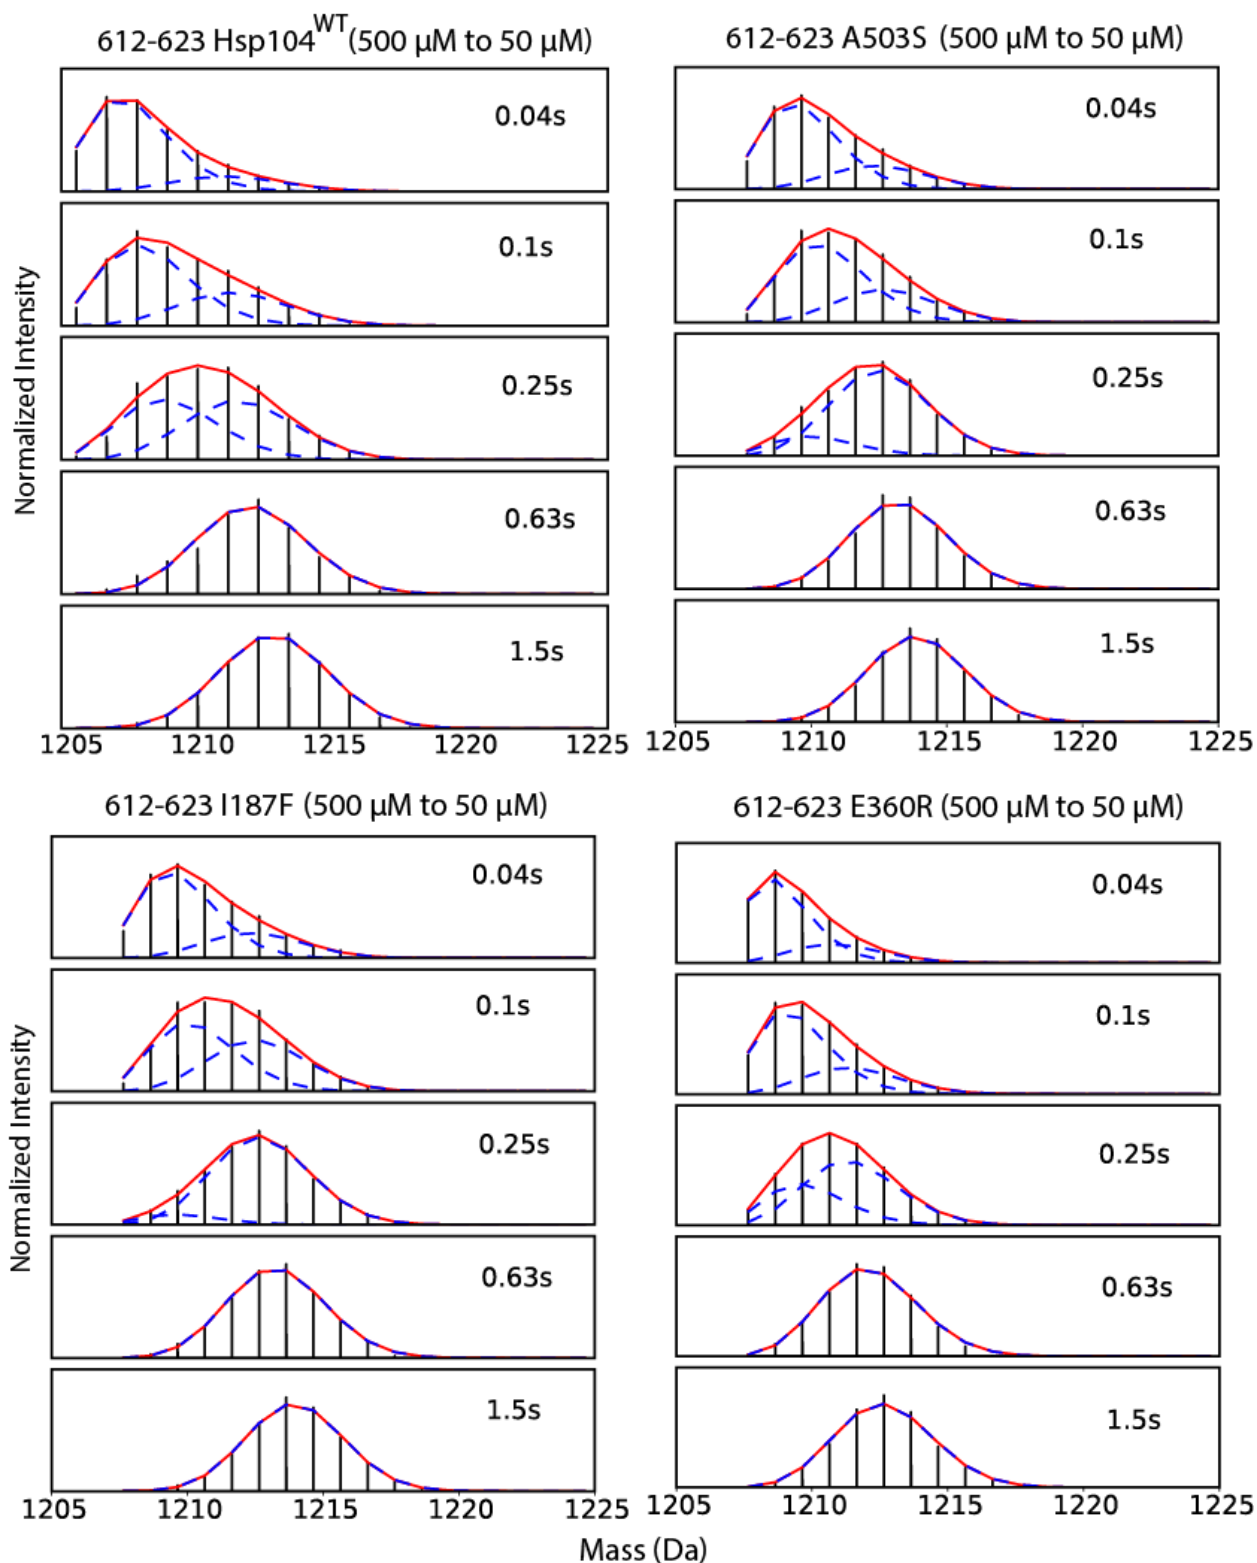 612-623 Hsp104^WT (500 µM to 50 µM)
0.04s
0.1s
0.25s
0.63s
1.5s
1205 1210 1215 1220 1225
612-623 A503S (500 µM to 50 µM)
0.04s
0.1s
0.25s
0.63s
1.5s
1205 1210 1215 1220 1225
Normalized Intensity
612-623 I187F (500 µM to 50 µM)
0.04s
0.1s
0.25s
0.63s
1.5s
1205 1210 1215 1220 1225
612-623 E360R (500 µM to 50 µM)
0.04s
0.1s
0.25s
0.63s
1.5s
1205 1210 1215 1220 1225
Normalized Intensity
Mass (Da)